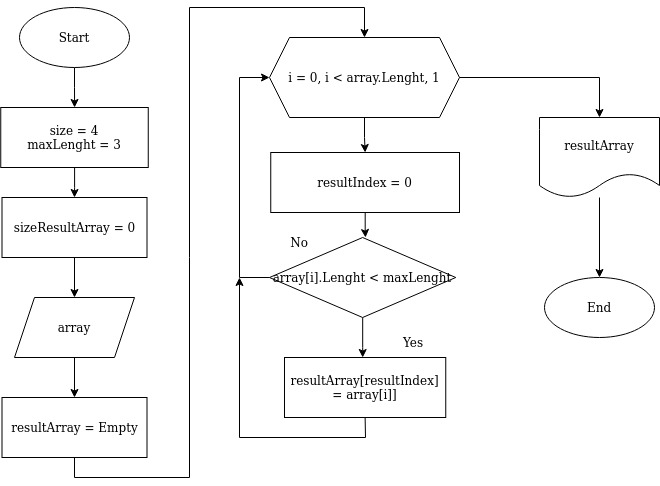 Start
size = 4
maxLenght = 3
sizeResultArray = 0
array
resultArray = Empty
i = 0, i < array.Lenght, 1
resultIndex = 0
No
array[i].Lenght < maxLenght
Yes
resultArray[resultIndex]
= array[i]]
resultArray
End